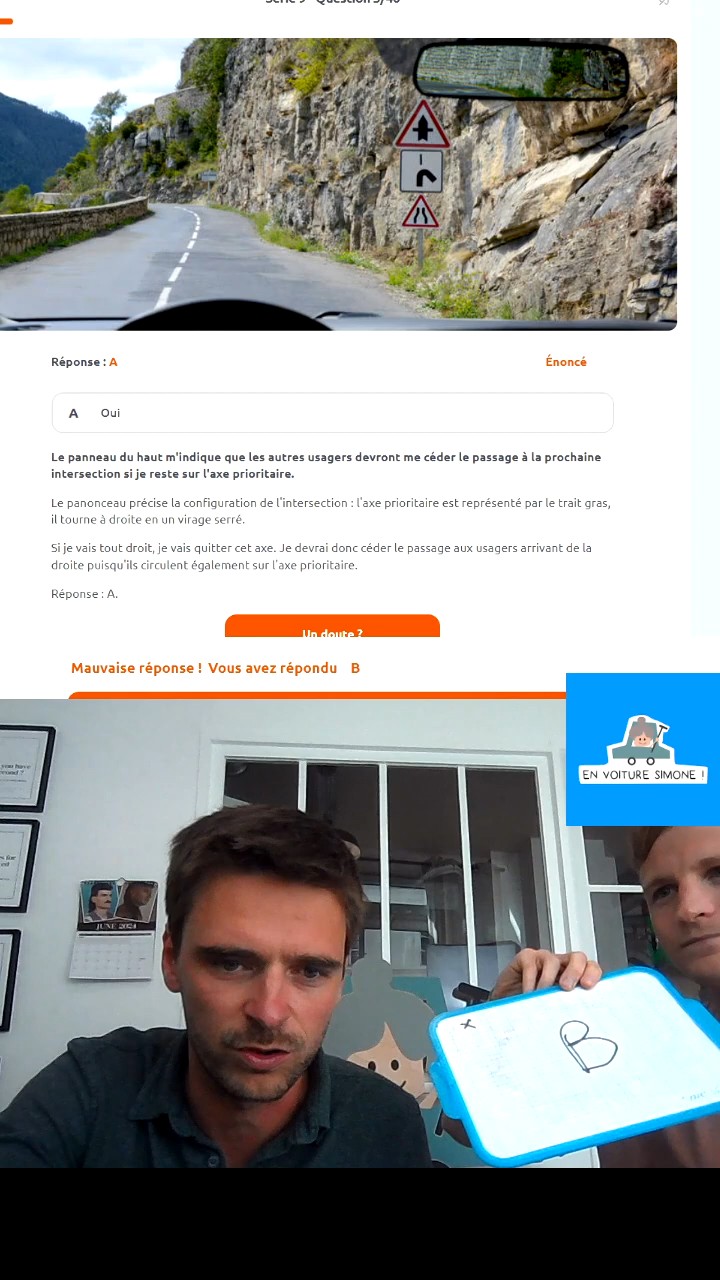 Réponse : A
Énoncé
A Oui
Le panneau du haut m'indique que les autres usagers devront me céder le passage à la prochaine
intersection si je reste sur l'axe prioritaire.
Le panonceau précise la configuration de l'intersection : l'axe prioritaire est représenté par le trait gras,
il tourne à droite en un virage serré.
Si je vais tout droit, je vais quitter cet axe. Je devrai donc céder le passage aux usagers arrivant de la
droite puisqu'ils circulent également sur l'axe prioritaire.
Réponse : A.
Un doute ?
Mauvaise réponse ! Vous avez répondu B
EN VOITURE SIMONE !
JUNE 2024
X
B